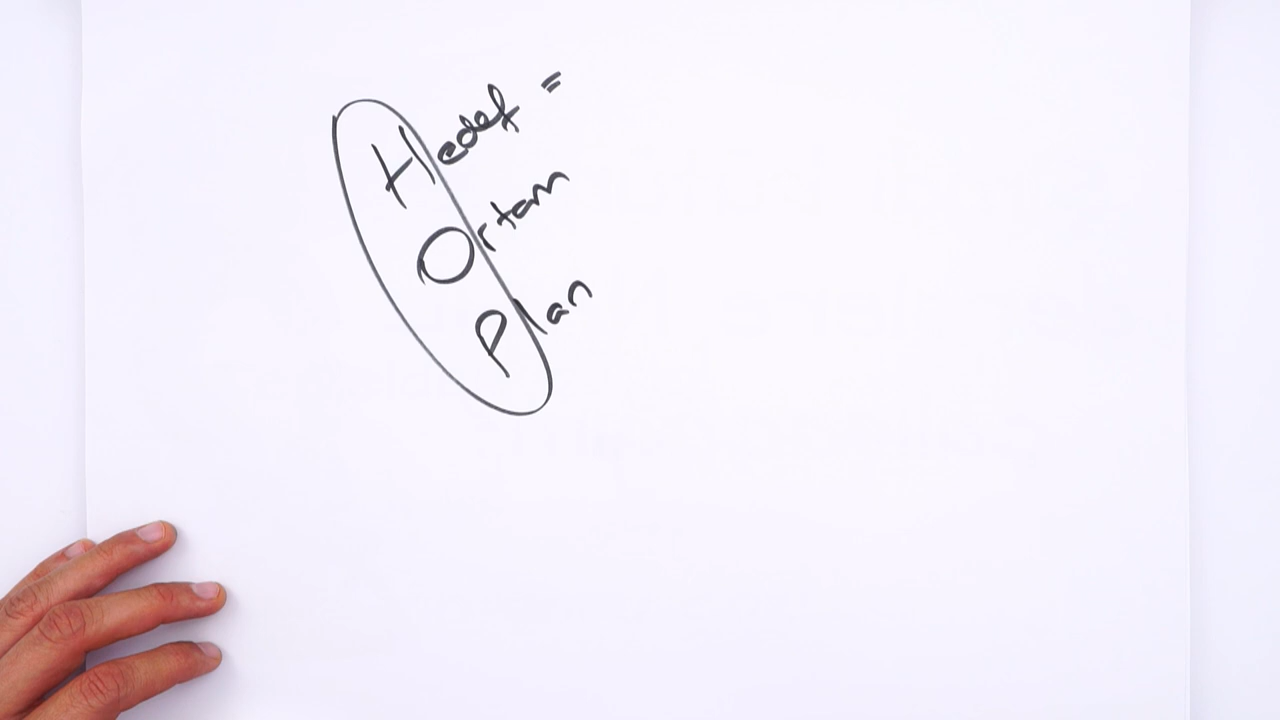 Hedef =
Ortam
Plan